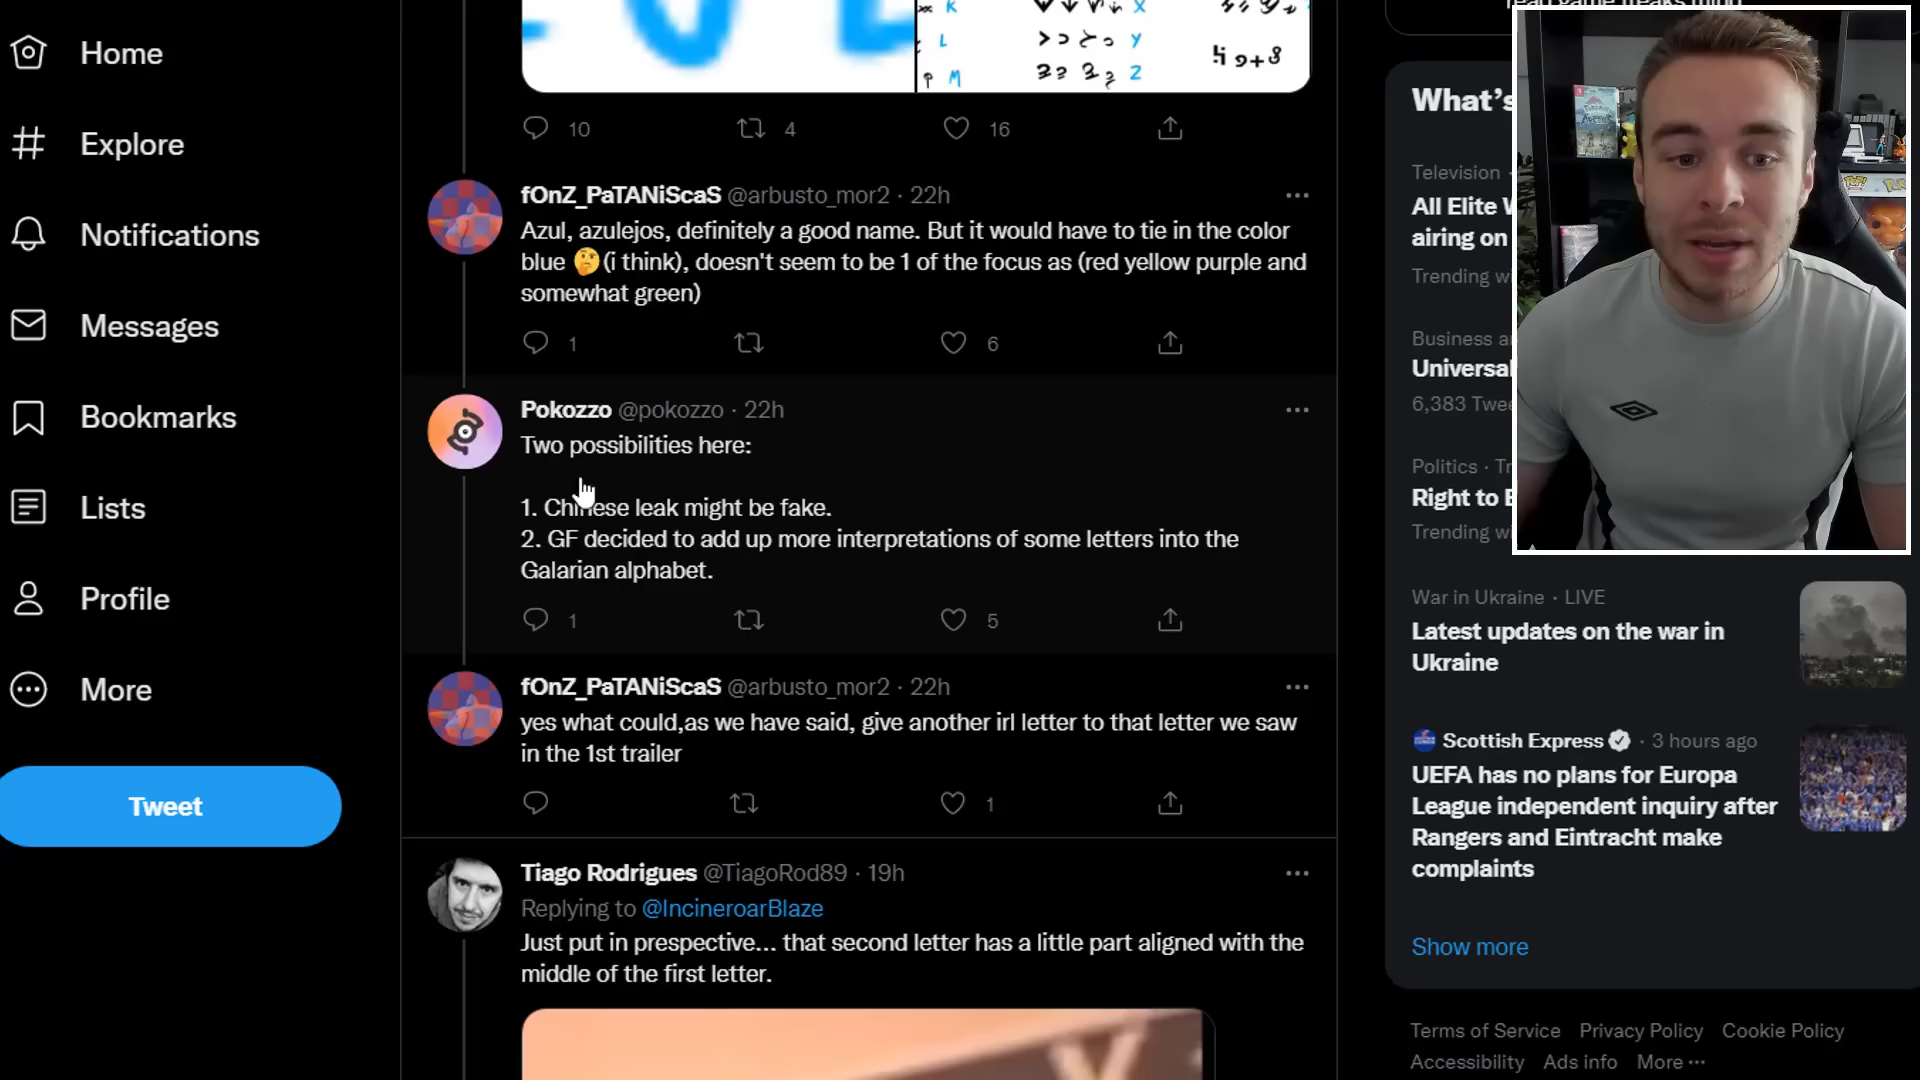 Home
Explore
Notifications
Messages
Bookmarks
Lists
Profile
More
Tweet
K
L
M
X
Y
Z
10
4
16
fOnZ_PaTANiScaS @arbusto_mor2 · 22h
Azul, azulejos, definitely a good name. But it would have to tie in the color
blue 🤔(i think), doesn't seem to be 1 of the focus as (red yellow purple and
somewhat green)
1
6
Pokozzo @pokozzo · 22h
Two possibilities here:
1. Chinese leak might be fake.
2. GF decided to add up more interpretations of some letters into the
Galarian alphabet.
1
5
fOnZ_PaTANiScaS @arbusto_mor2 · 22h
yes what could,as we have said, give another irl letter to that letter we saw
in the 1st trailer
1
Tiago Rodrigues @TiagoRod89 · 19h
Replying to @IncineroarBlaze
Just put in prespective... that second letter has a little part aligned with the
middle of the first letter.
What's
Television ·
All Elite
airing on
Trending
Business
Universal
6,383
Politics ·
Right to
Trending
War in Ukraine · LIVE
Latest updates on the war in
Ukraine
Scottish Express · 3 hours ago
UEFA has no plans for Europa
League independent inquiry after
Rangers and Eintracht make
complaints
Show more
Terms of Service Privacy Policy Cookie Policy
Accessibility Ads info More ···